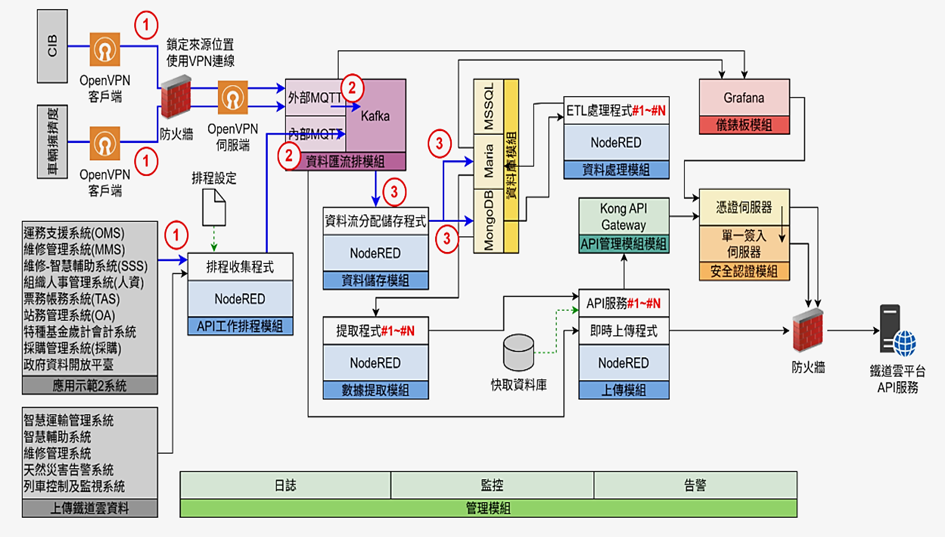 CIB
1
OpenVPN
客戶端
鎖定來源位置
使用VPN連線
車輛擁擠度
1
OpenVPN
客戶端
防火牆
OpenVPN
伺服端
外部MQTT
內部MQTT
Kafka
資料匯流排模組
2
2
3
3
3
MSSQL
Maria
MongoDB
資料庫模組
ETL處理程式#1~#N
NodeRED
資料處理模組
Grafana
儀錶板模組
排程設定
1
運務支援系統(OMS)
維修管理系統(MMS)
維修-智慧輔助系統(SSS)
組織人事管理系統(人資)
票務帳務系統(TAS)
站務管理系統(OA)
特種基金歲計會計系統
採購管理系統(採購)
政府資料開放平臺
應用示範2系統
排程收集程式
NodeRED
API工作排程模組
資料流分配儲存程式
NodeRED
資料儲存模組
Kong API
Gateway
API管理模組模組
憑證伺服器
單一簽入
伺服器
安全認證模組
提取程式#1~#N
NodeRED
數據提取模組
快取資料庫
API服務#1~#N
即時上傳程式
NodeRED
上傳模組
防火牆
鐵道雲平台
API服務
智慧運輸管理系統
智慧輔助系統
維修管理系統
天然災害告警系統
列車控制及監視系統
上傳鐵道雲資料
日誌
監控
告警
管理模組